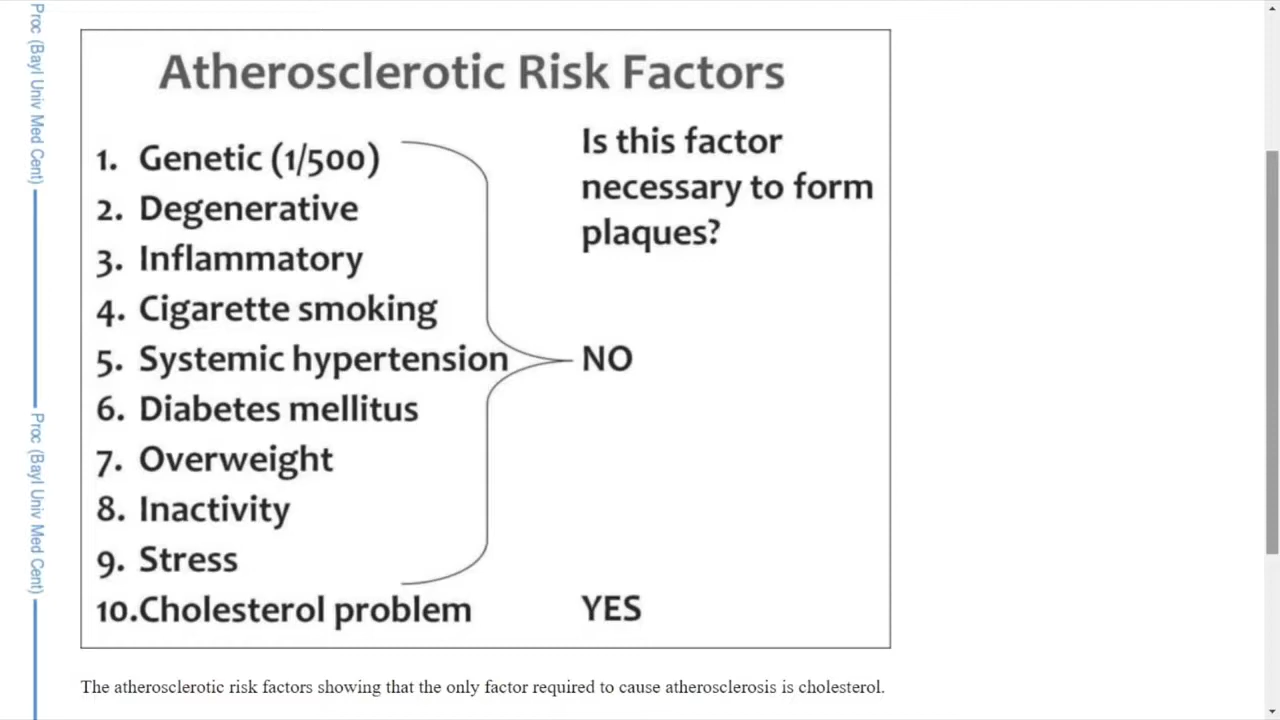 Proc (Bayl Univ Med Cent)
Proc (Bayl Univ Med Cent)
Atherosclerotic Risk Factors
Is this factor
necessary to form
plaques?
1. Genetic (1/500)
2. Degenerative
3. Inflammatory
4. Cigarette smoking
5. Systemic hypertension
NO
6. Diabetes mellitus
7. Overweight
8. Inactivity
9. Stress
10.Cholesterol problem
YES
The atherosclerotic risk factors showing that the only factor required to cause atherosclerosis is cholesterol.